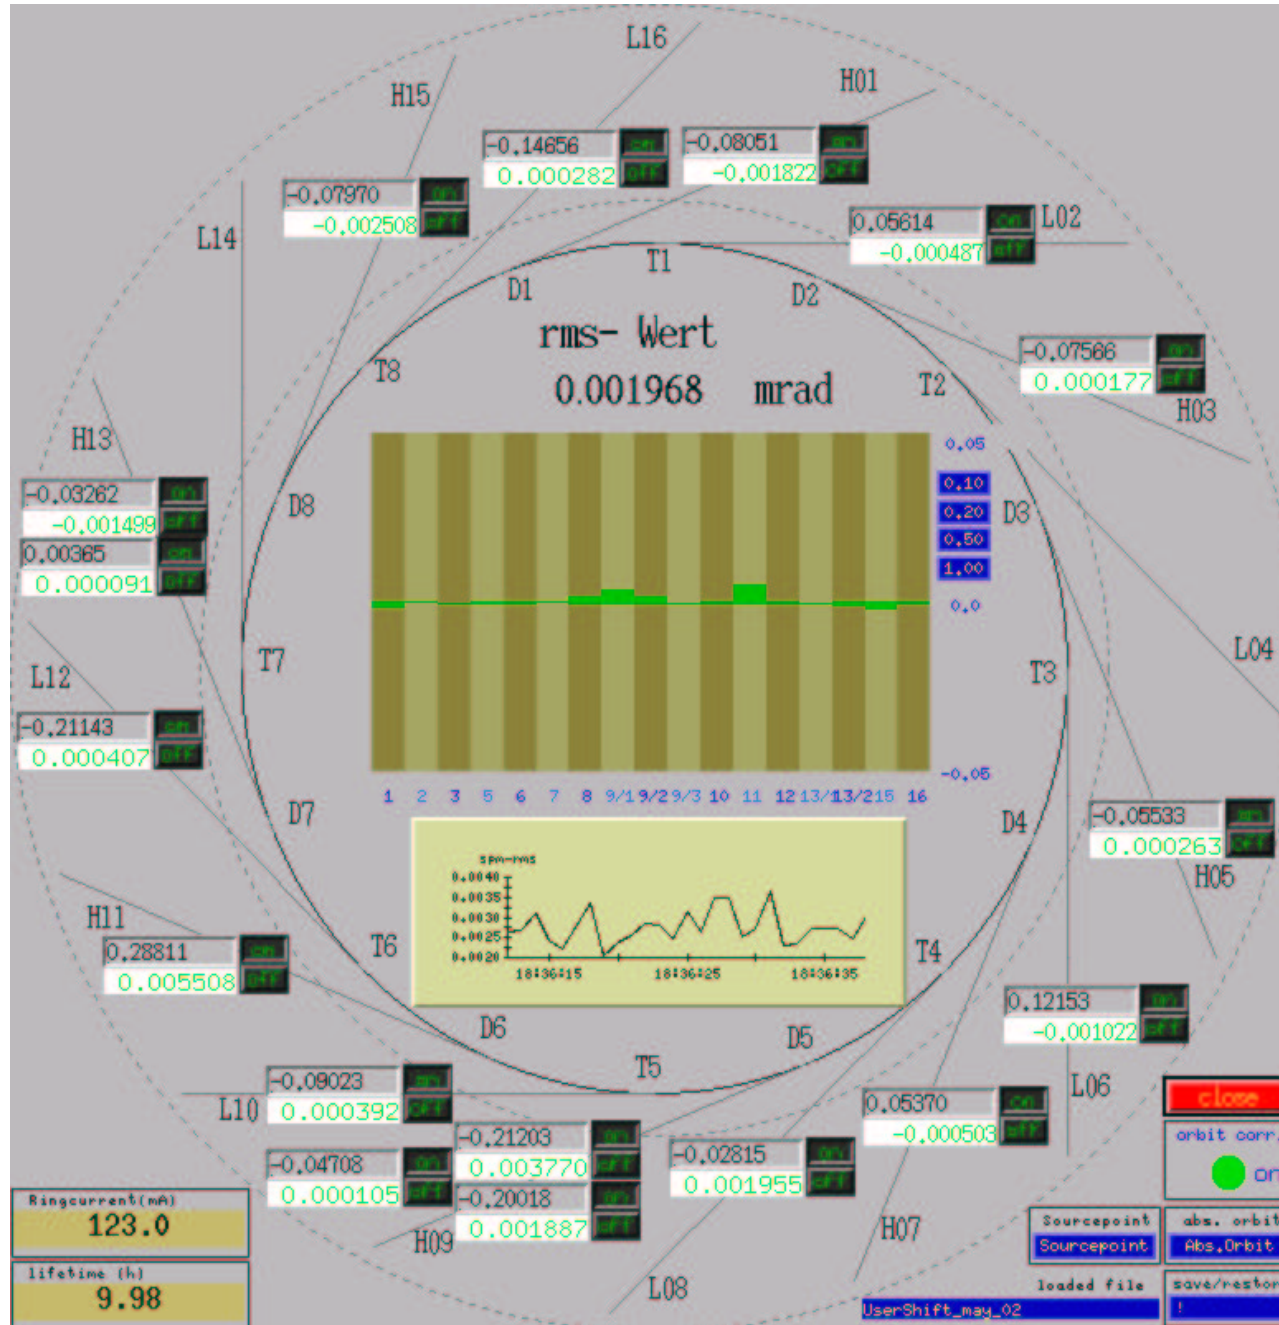 L16
H01
H15
-0.14656 on
0.000282 Off
-0.08051 on
-0.001822 off
-0.07970 on
-0.002508 off
0.05614 on
-0.000487 off
L02
L14
T1
D1
D2
rms- Wert
0.001968 mrad
T8
T2
-0.07566 on
0.000177 off
H03
H13
0.05
0.10
0.20
0.50
1.00
0.0
-0.05
D8
D3
-0.03262 on
-0.001499 off
0.00365 on
0.000091 Off
T7
T3
L04
L12
-0.21143 on
0.000407 Off
1 2 3 5 6 7 8 9/1 9/2 9/3 10 11 12 13/1 13/2 15 16
D7
D4
-0.05533 on
0.000263 off
H05
spm-rms
0.0040
0.0035
0.0030
0.0025
0.0020
18:36:15 18:36:25 18:36:35
H11
0.28811 on
0.005508 Off
T6
T4
D6
D5
T5
0.12153 on
-0.001022 off
L06
L10
-0.09023 on
0.000392 off
0.05370 on
-0.000503 off
-0.21203 on
0.003770 off
-0.02815 on
0.001955 off
-0.04708 on
0.000105 off
-0.20018 on
0.001887 off
H09
H07
L08
close
orbit corr.
on
Ringcurrent(mA)
123.0
lifetime (h)
9.98
Sourcepoint
Sourcepoint
abs. orbit
Abs.Orbit
loaded file
UserShift_may_02
save/restor
!